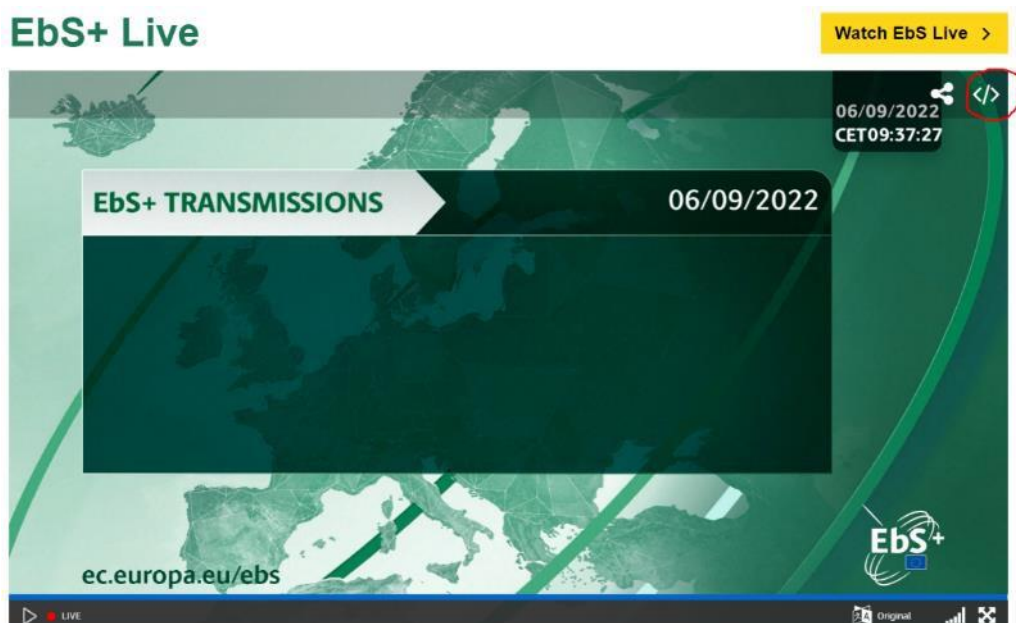 EbS+ Live
Watch EbS Live >
</>
06/09/2022
CET09:37:27
EbS+ TRANSMISSIONS
06/09/2022
EbS+
ec.europa.eu/ebs
LIVE
Original